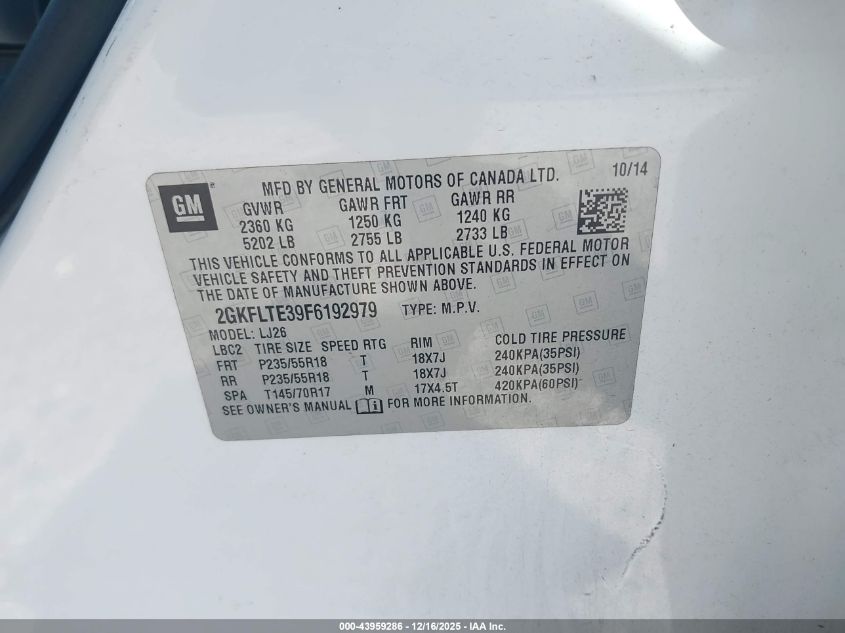 GM
MFD BY GENERAL MOTORS OF CANADA LTD. 10/14
GVWR GAWR FRT GAWR RR
2360 KG 1250 KG 1240 KG
5202 LB 2755 LB 2733 LB
THIS VEHICLE CONFORMS TO ALL APPLICABLE U.S. FEDERAL MOTOR
VEHICLE SAFETY AND THEFT PREVENTION STANDARDS IN EFFECT ON
THE DATE OF MANUFACTURE SHOWN ABOVE.
2GKFLTE39F6192979 TYPE: M.P.V.
MODEL: LJ26
LBC2 TIRE SIZE SPEED RTG RIM COLD TIRE PRESSURE
FRT P235/55R18 T 18X7J 240KPA(35PSI)
RR P235/55R18 T 18X7J 240KPA(35PSI)
SPA T145/70R17 M 17X4.5T 420KPA(60PSI)
SEE OWNER'S MANUAL FOR MORE INFORMATION.
000-43959286 - 12/16/2025 - IAA Inc.